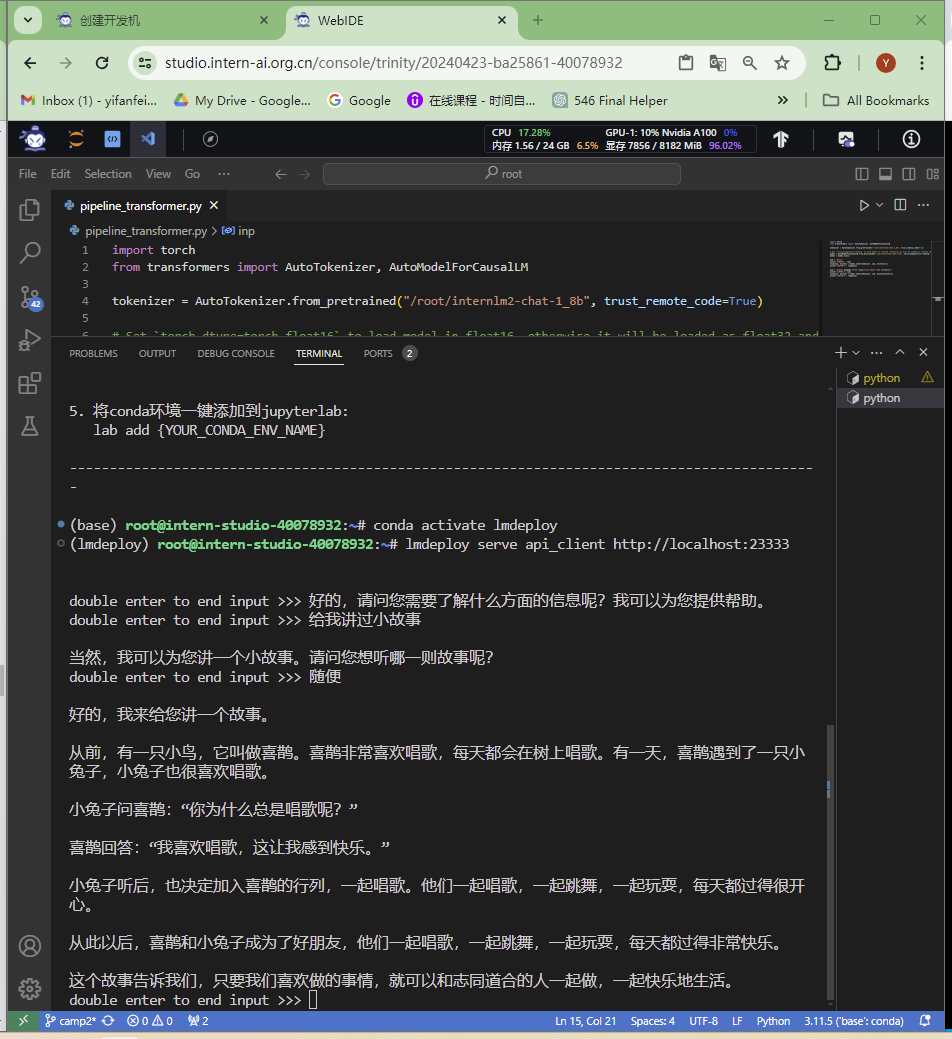 创建开发机
WebIDE
studio.intern-ai.org.cn/console/trinity/20240423-ba25861-40078932
Y
Inbox (1) - yifanfei...
My Drive - Google...
Google
在线课程 - 时间自...
546 Final Helper
»
All Bookmarks
CPU 17.28% GPU-1: 10% Nvidia A100 0%
内存 1.56 / 24 GB 6.5% 显存 7856 / 8182 MiB 96.02%
File Edit Selection View Go ···
root
pipeline_transformer.py
pipeline_transformer.py > inp
1 import torch
2 from transformers import AutoTokenizer, AutoModelForCausalLM
3
4 tokenizer = AutoTokenizer.from_pretrained("/root/internlm2-chat-1_8b", trust_remote_code=True)
5
6 # Set `torch_dtype=torch.float16` to load model in float16, otherwise it will be loaded as float32 and
42
PROBLEMS OUTPUT DEBUG CONSOLE TERMINAL PORTS 2
python
python
5. 将conda环境一键添加到jupyterlab:
lab add {YOUR_CONDA_ENV_NAME}
---------------------------------------------------------------------------------------------
-
(base) root@intern-studio-40078932:~# conda activate lmdeploy
(lmdeploy) root@intern-studio-40078932:~# lmdeploy serve api_client http://localhost:23333
double enter to end input >>> 好的，请问您需要了解什么方面的信息呢？我可以为您提供帮助。
double enter to end input >>> 给我讲过小故事
当然，我可以为您讲一个小故事。请问您想听哪一则故事呢？
double enter to end input >>> 随便
好的，我来给您讲一个故事。
从前，有一只小鸟，它叫做喜鹊。喜鹊非常喜欢唱歌，每天都会在树上唱歌。有一天，喜鹊遇到了一只小
兔子，小兔子也很喜欢唱歌。
小兔子问喜鹊：“你为什么总是唱歌呢？”
喜鹊回答：“我喜欢唱歌，这让我感到快乐。”
小兔子听后，也决定加入喜鹊的行列，一起唱歌。他们一起唱歌，一起跳舞，一起玩耍，每天都过得很开
心。
从此以后，喜鹊和小兔子成为了好朋友，他们一起唱歌，一起跳舞，一起玩耍，每天都过得非常快乐。
这个故事告诉我们，只要我们喜欢做的事情，就可以和志同道合的人一起做，一起快乐地生活。
double enter to end input >>>
camp2* 0 0 2 Ln 15, Col 21 Spaces: 4 UTF-8 LF Python 3.11.5 ('base': conda)